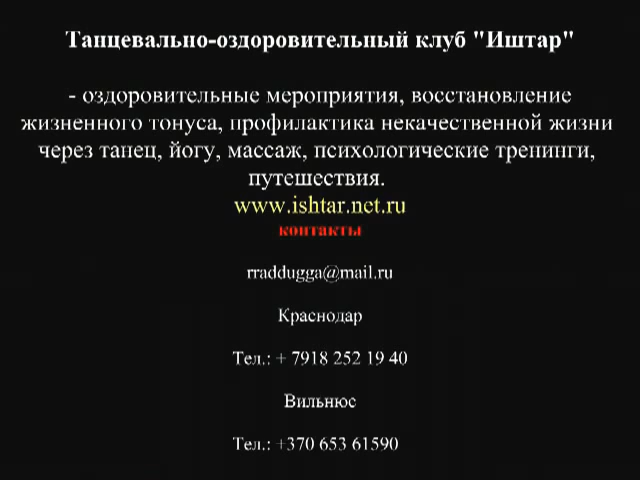 Танцевально-оздоровительный клуб "Иштар"
- оздоровительные мероприятия, восстановление
жизненного тонуса, профилактика некачественной жизни
через танец, йогу, массаж, психологические тренинги,
путешествия.
www.ishtar.net.ru
контакты
rraddugga@mail.ru
Краснодар
Тел.: + 7918 252 19 40
Вильнюс
Тел.: +370 653 61590